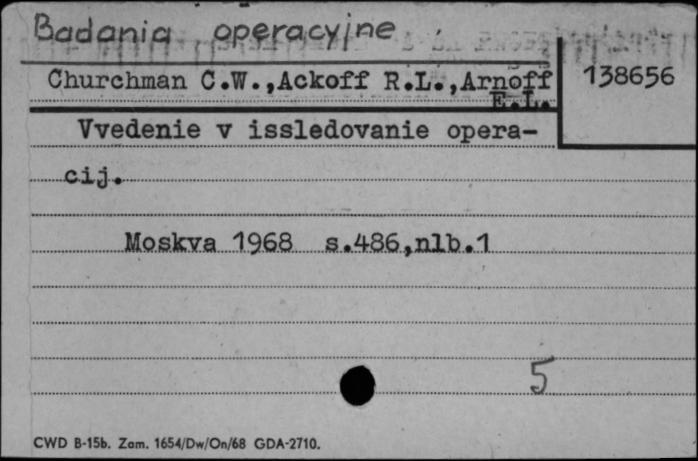 Badania operacyjne
Churchman C.W.,Ackoff R.L.,Arnoff
E.L.
138656
Vvedenie v issledovanie opera-
cij.
Moskva 1968 s.486,nlb.1
5
CWD B-15b. Zam. 1654/Dw/On/68 GDA-2710.